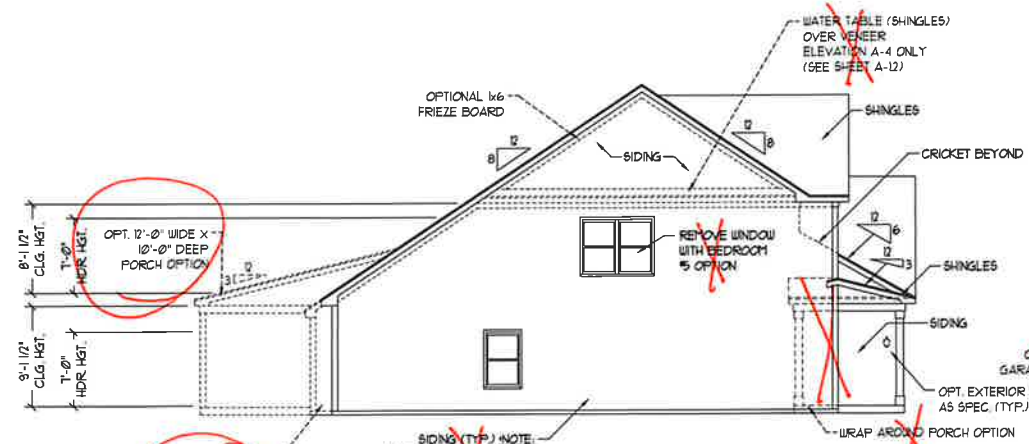 WATER TABLE (SHINGLES)
OVER VENEER
ELEVATION A-4 ONLY
(SEE SHEET A-12)
OPTIONAL 1x6
FRIEZE BOARD
12
8
12
8
SHINGLES
SIDING
CRICKET BEYOND
8'-1 1/2"
CLG. HGT.
7'-0"
HDR. HGT.
OPT. 12'-0" WIDE x
10'-0" DEEP
PORCH OPTION
12
3
REMOVE WINDOW
WITH BEDROOM
#5 OPTION
12
6
12
3
SHINGLES
9'-1 1/2"
CLG. HGT.
7'-0"
HDR. HGT.
SIDING
GARA
OPT. EXTERIOR
AS SPEC. (TYP.)
SIDING (TYP.) NOTE:
WRAP AROUND PORCH OPTION